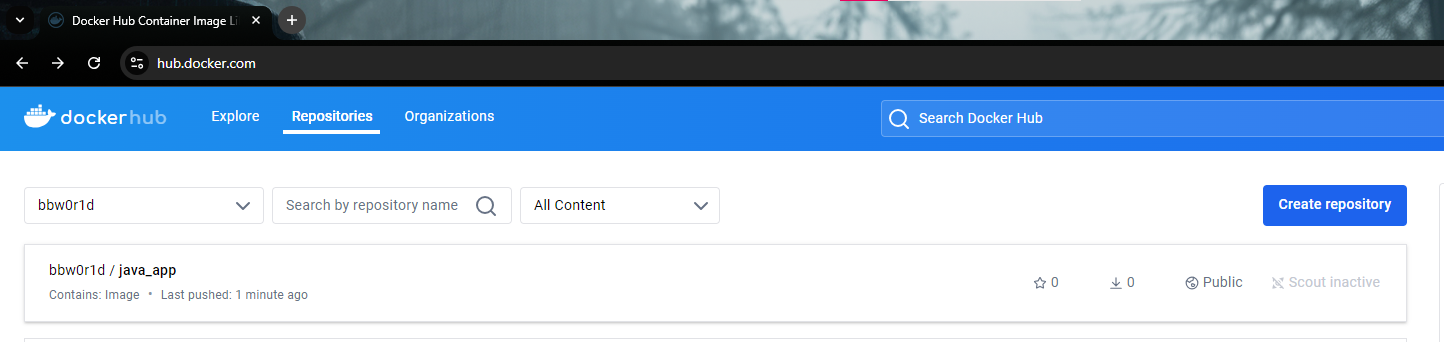 Docker Hub Container Image Li
hub.docker.com
dockerhub
Explore Repositories Organizations
Search Docker Hub
bbw0r1d Search by repository name All Content Create repository
bbw0r1d / java_app
Contains: Image • Last pushed: 1 minute ago
0 0 Public Scout inactive